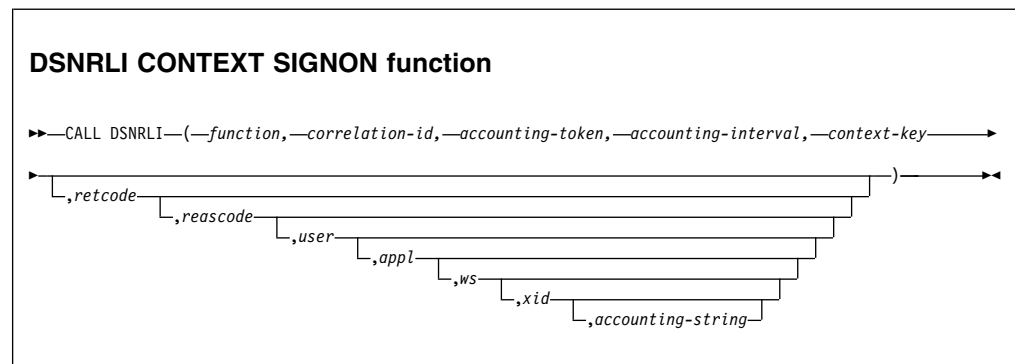 DSNRLI CONTEXT SIGNON function
CALL DSNRLI ( function, correlation-id, accounting-token, accounting-interval, context-key
)
,retcode
,reascode
,user
,appl
,ws
,xid
,accounting-string